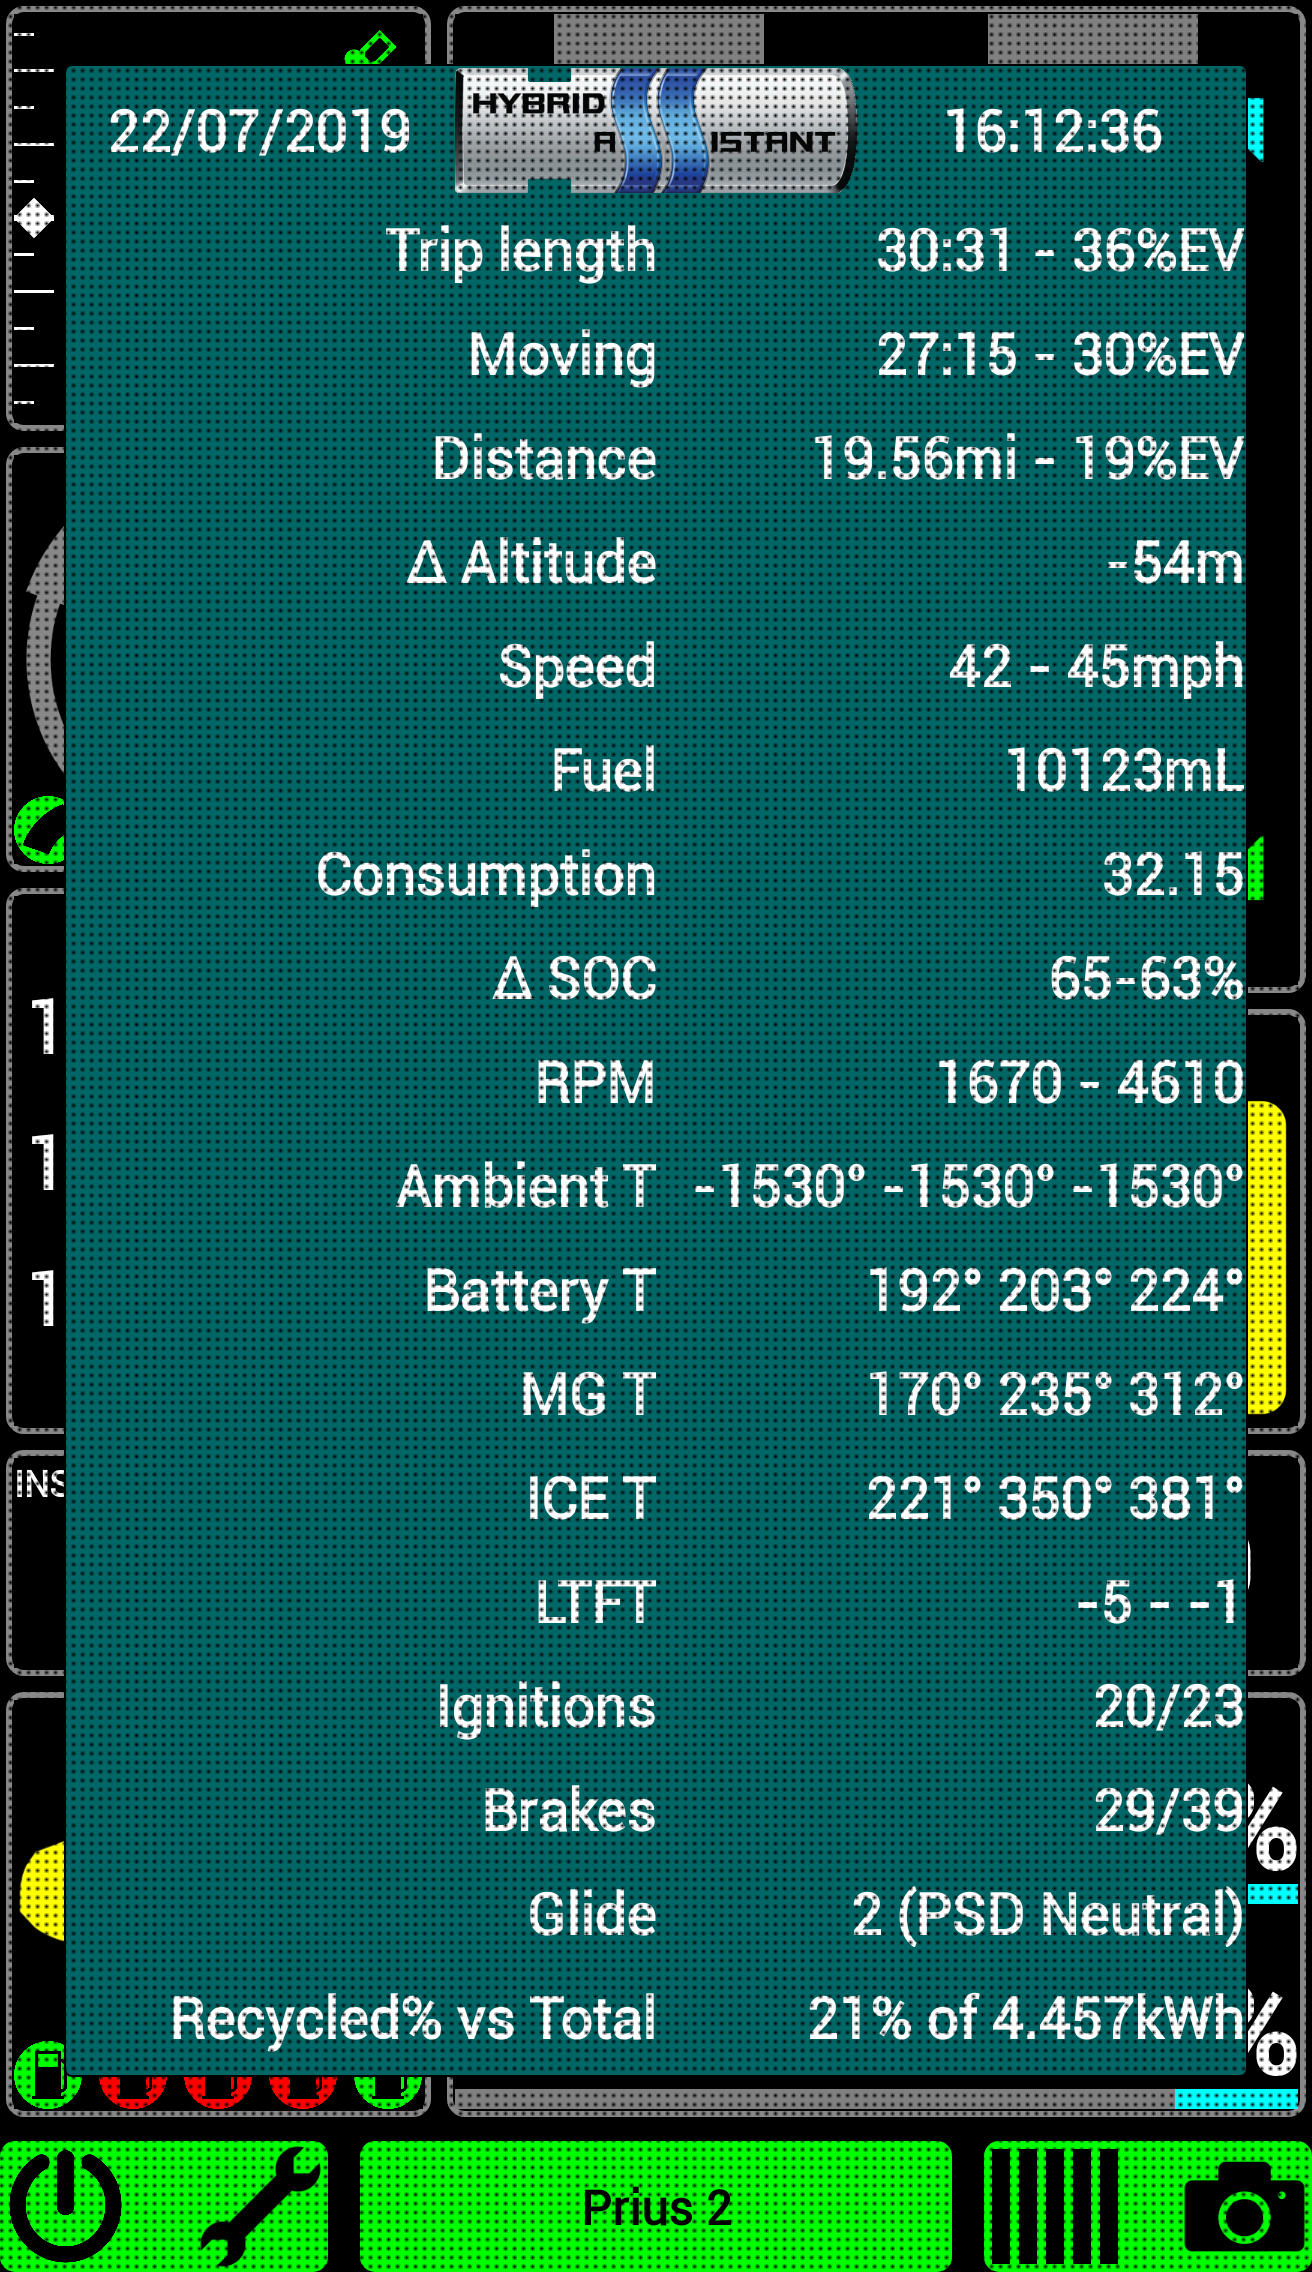 22/07/2019 HYBRID A ISTANT 16:12:36
Trip length 30:31 - 36%EV
Moving 27:15 - 30%EV
Distance 19.56mi - 19%EV
Δ Altitude -54m
Speed 42 - 45mph
Fuel 10123mL
Consumption 32.15
Δ SOC 65-63%
1
RPM 1670 - 4610
1
Ambient T -1530° -1530° -1530°
Battery T 192° 203° 224°
1
MG T 170° 235° 312°
INS
ICE T 221° 350° 381°
LTFT -5 - -1
Ignitions 20/23
Brakes 29/39
%
Glide 2 (PSD Neutral)
Recycled% vs Total 21% of 4.457kWh
%
Prius 2